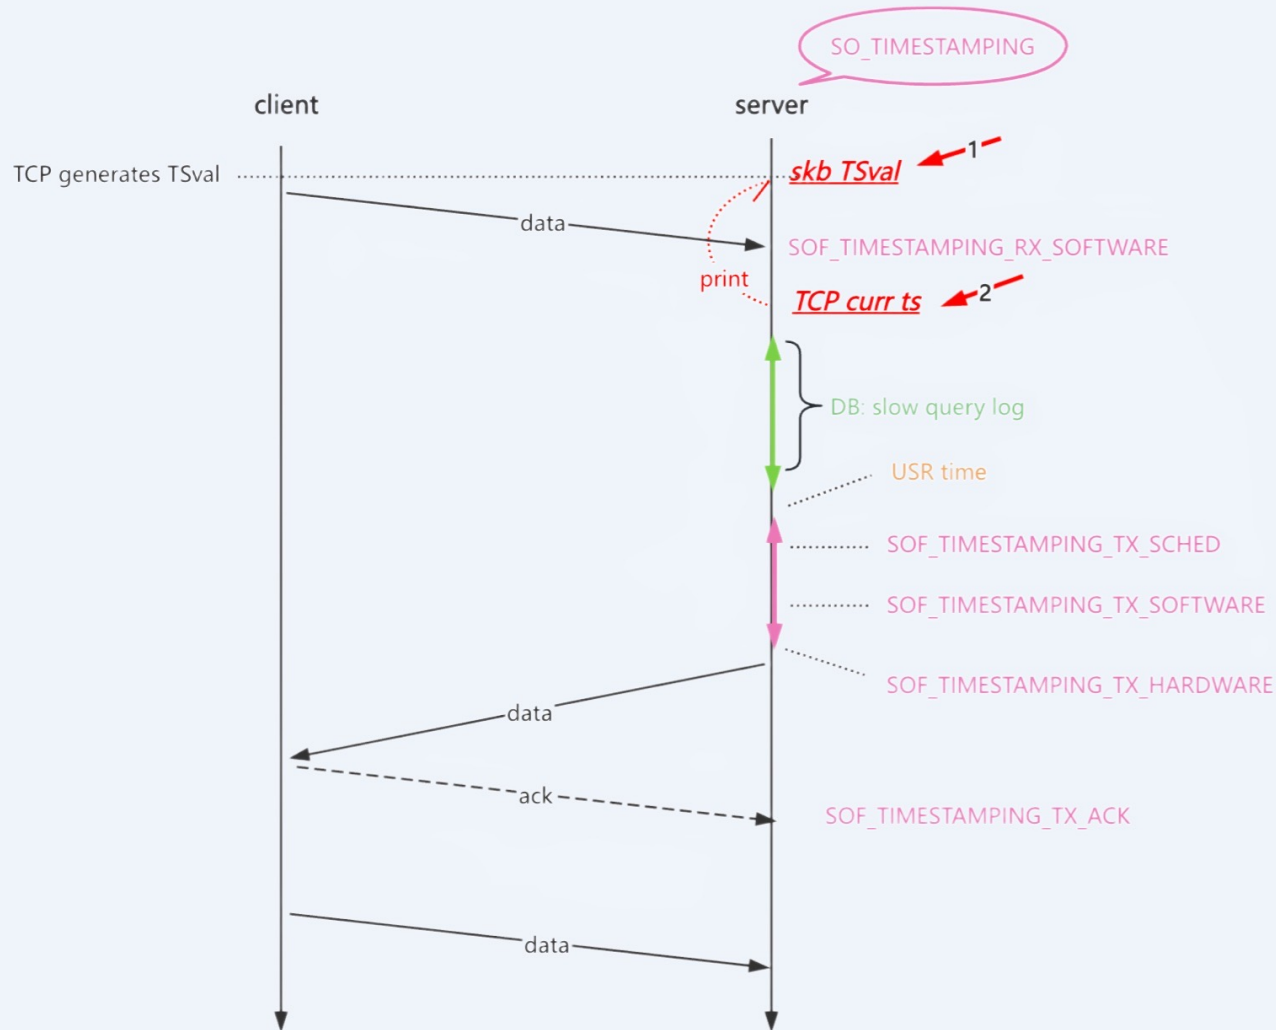 SO_TIMESTAMPING
client
server
TCP generates TSval
skb TSval
1
data
SOF_TIMESTAMPING_RX_SOFTWARE
print
TCP curr ts
2
DB: slow query log
USR time
SOF_TIMESTAMPING_TX_SCHED
SOF_TIMESTAMPING_TX_SOFTWARE
SOF_TIMESTAMPING_TX_HARDWARE
data
ack
SOF_TIMESTAMPING_TX_ACK
data